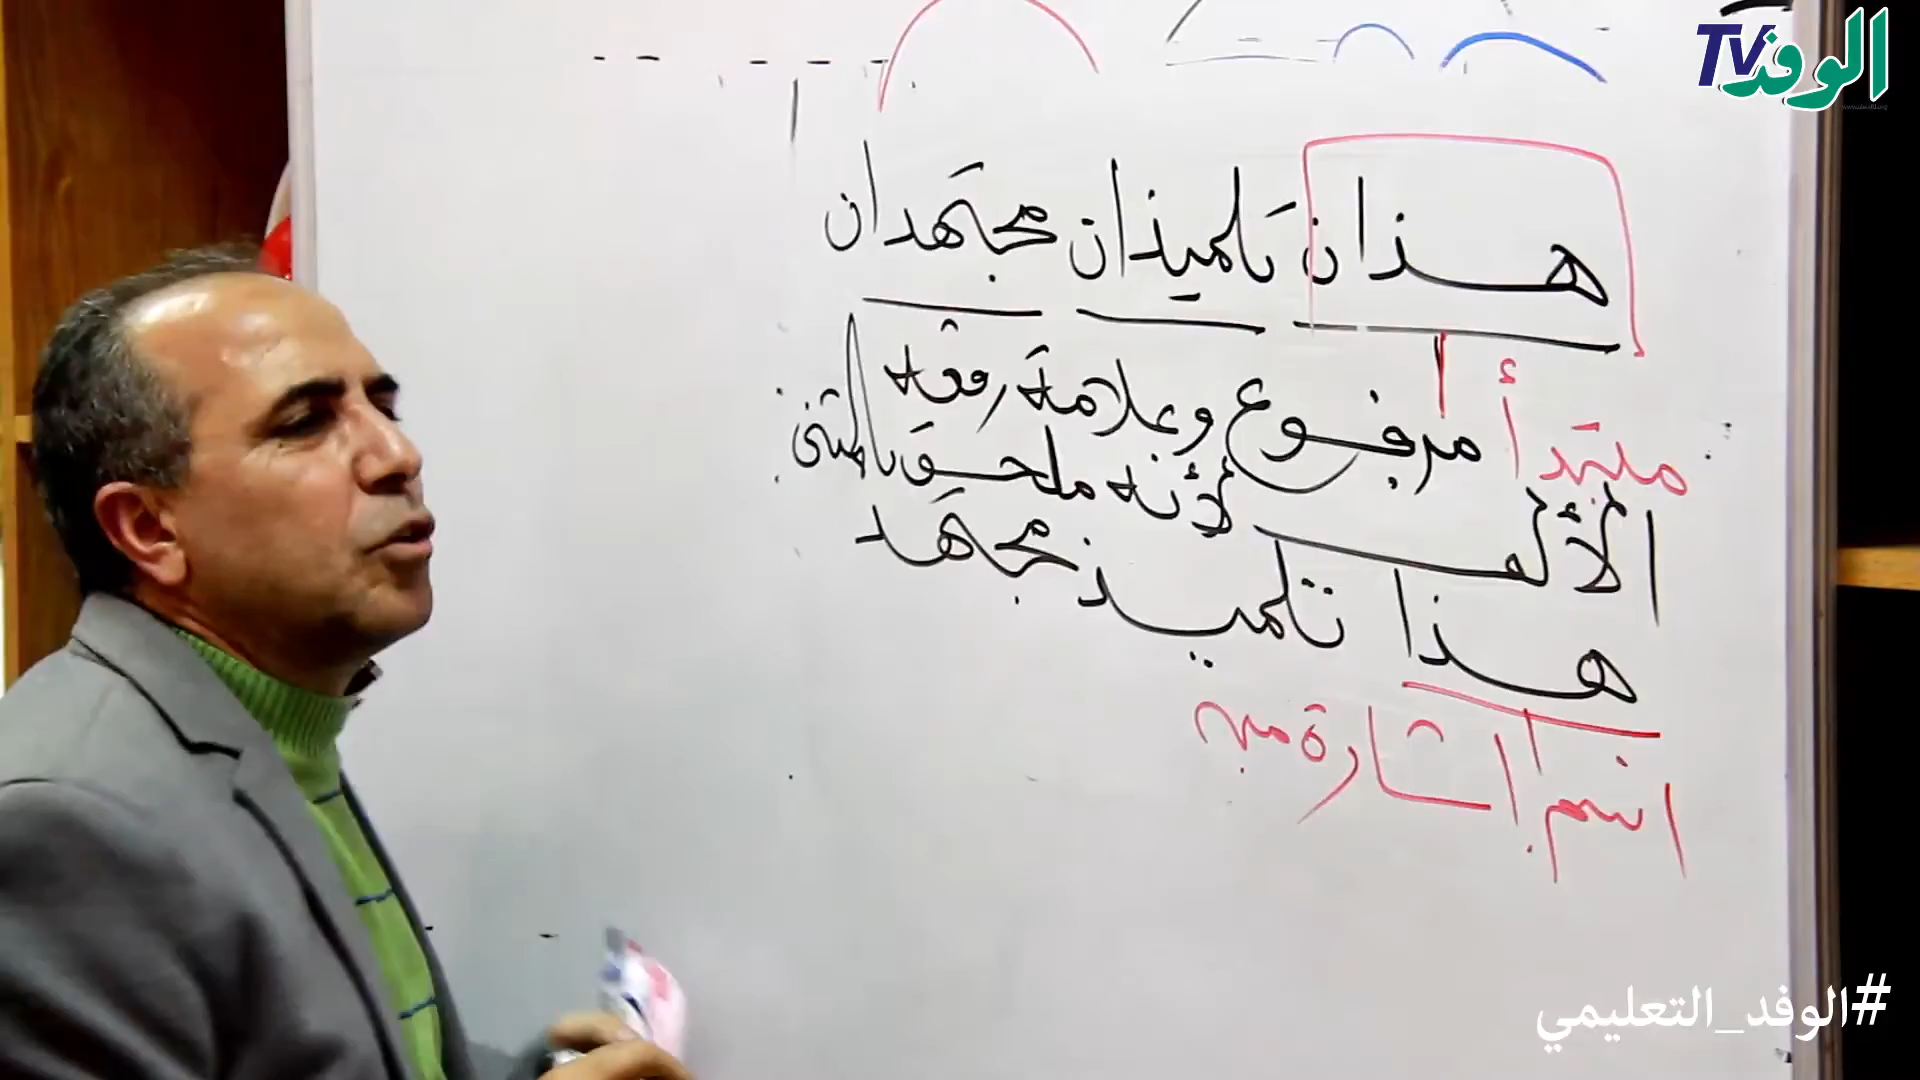 الوفد TV
هذان تلميذان مجتهدان
مبتدأ مرفوع وعلامة رفعه
الألف لأنه ملحق بالمثنى
هذا تلميذ مجتهد
اسم إشارة مبـ
#الوفد_التعليمي